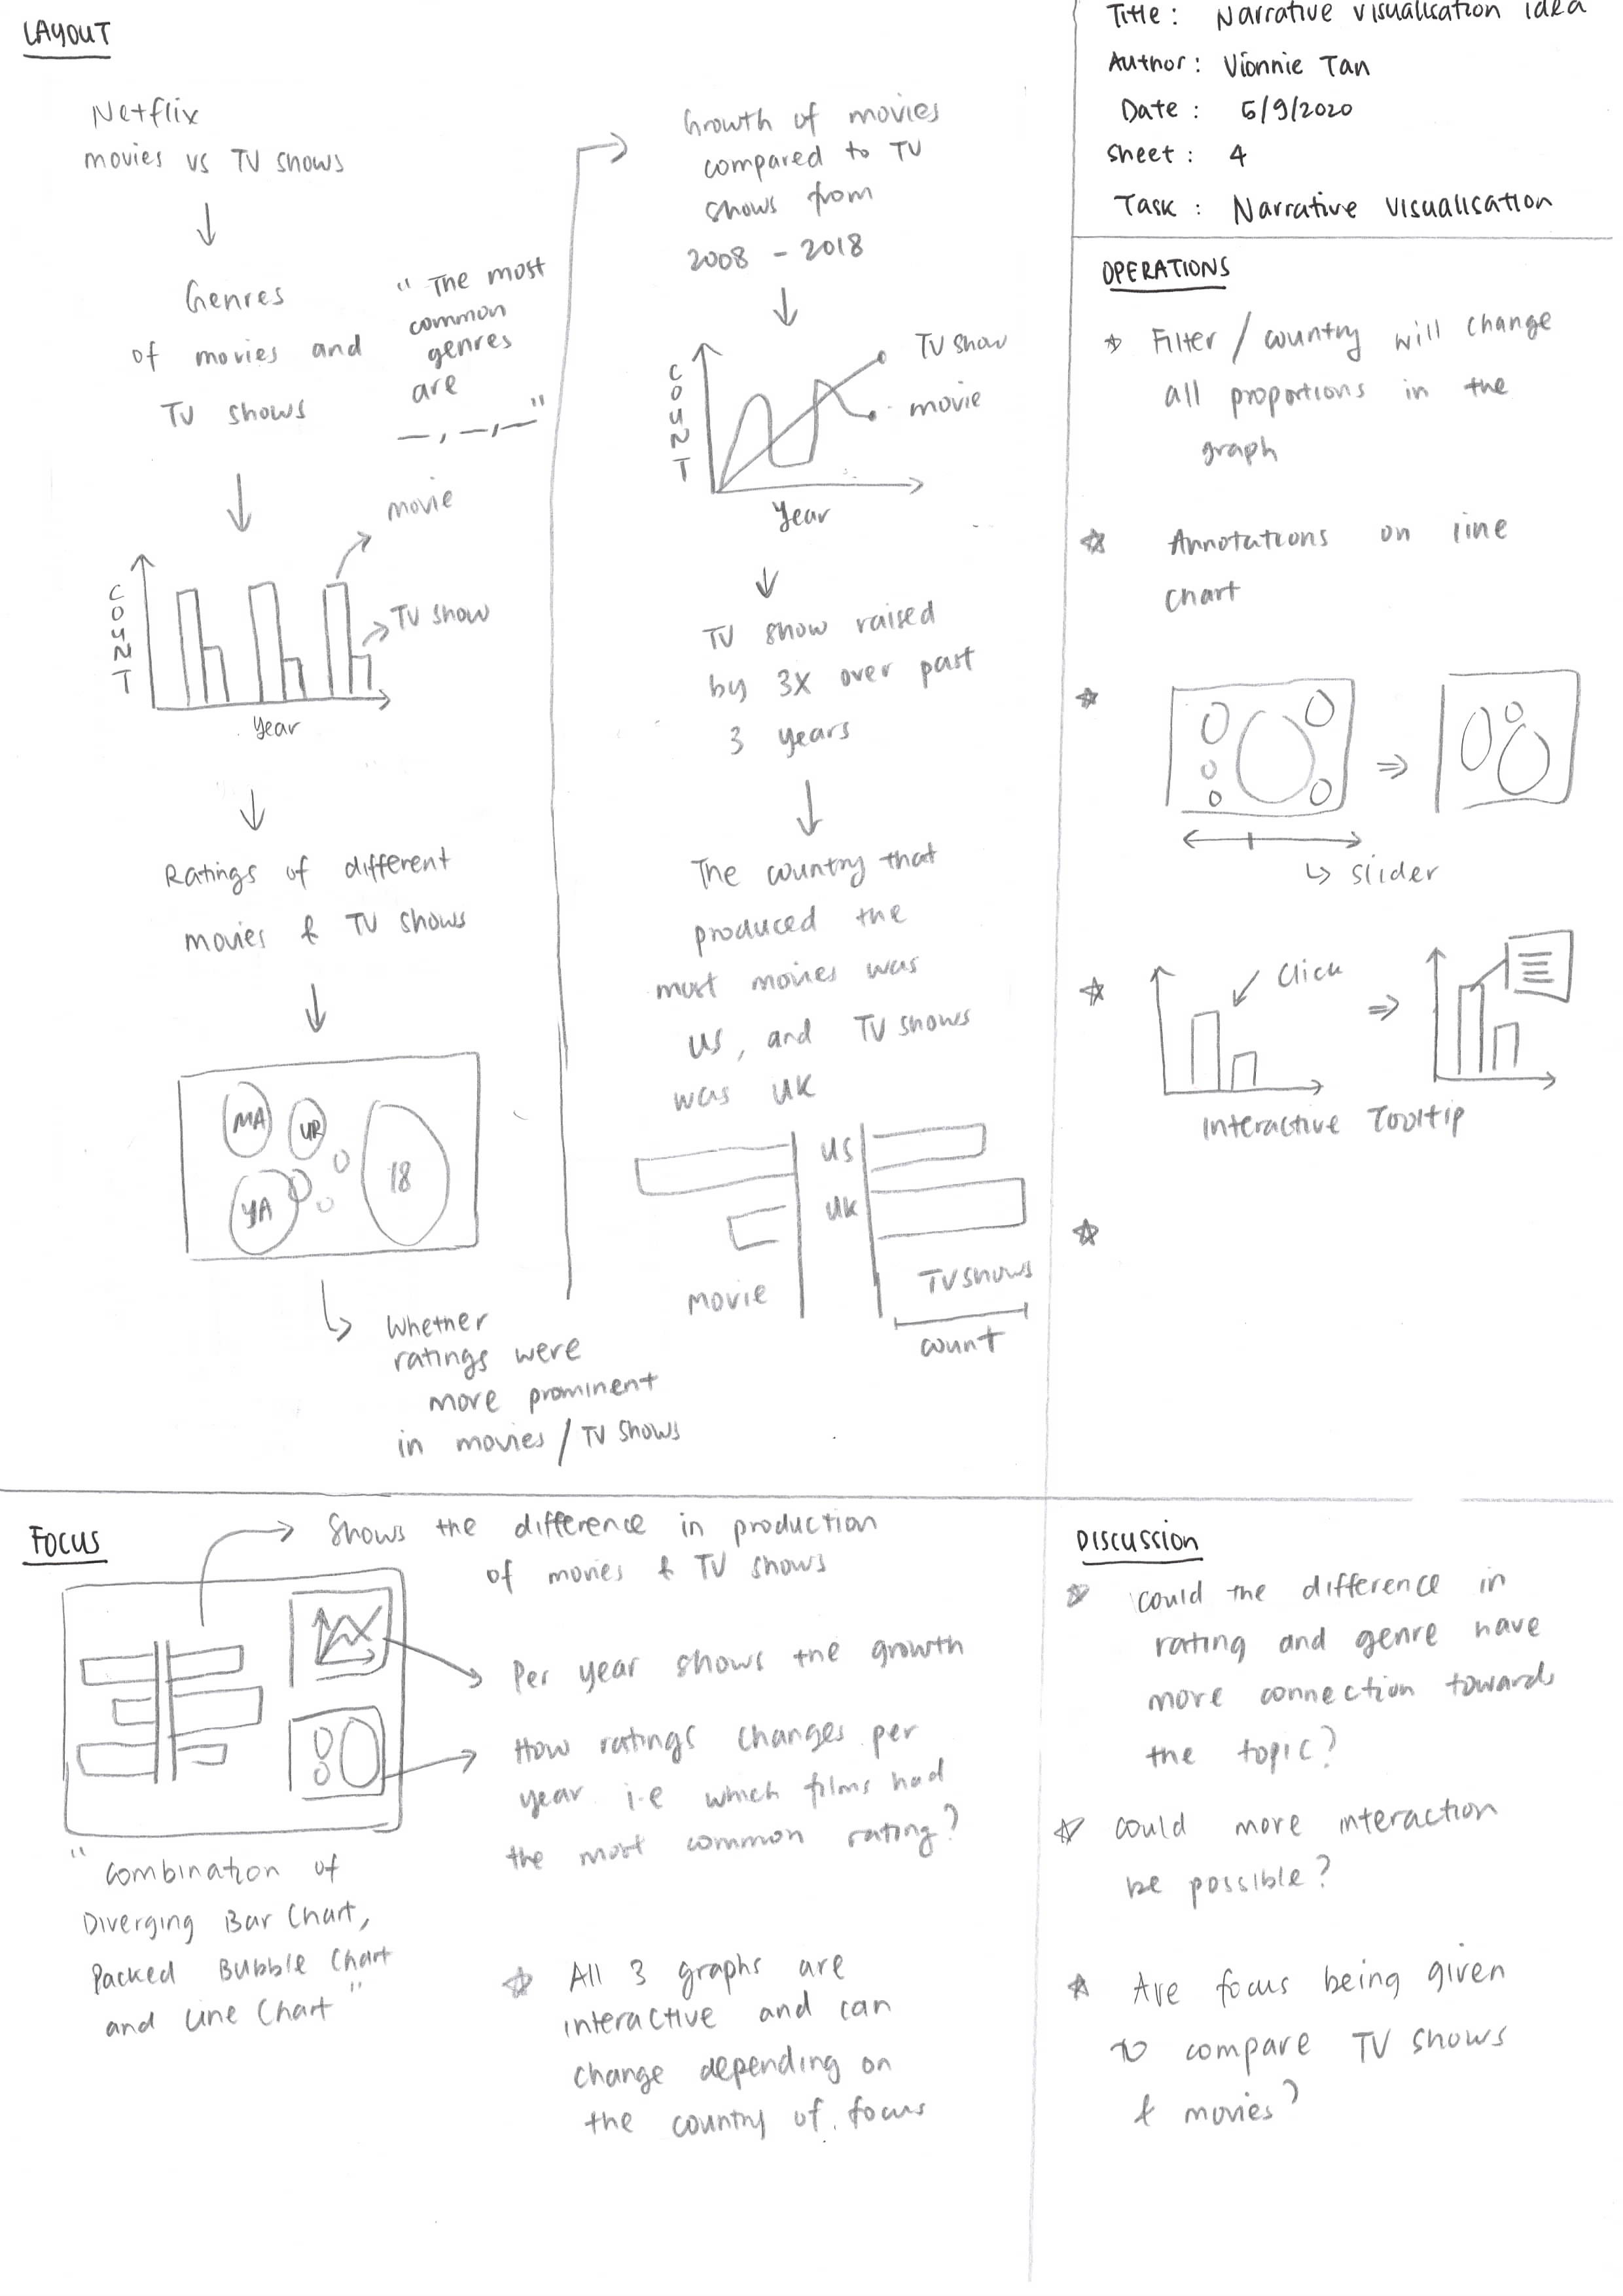 LAYOUT
Netflix
movies vs TV shows
Genres
of movies and
TV shows
" The most
common
genres
are
—, —, — "
movie
TV show
COUNT
Year
Ratings of different
movies & TV shows
MA
UR
YA
18
Whether
ratings were
more prominent
in movies / TV shows
Growth of movies
compared to TV
shows from
2008 - 2018
TV show
movie
COUNT
Year
TV show raised
by 3x over past
3 years
The country that
produced the
most movies was
US, and TV shows
was UK
US
UK
movie
TV shows
count
Title : Narrative visualisation idea
Author : Vionnie Tan
Date : 5/9/2020
Sheet : 4
Task : Narrative visualisation
OPERATIONS
Filter / country will change
all proportions in the
graph
Annotations on line
chart
slider
Click
Interactive Tooltip
FOCUS
Shows the difference in production
of movies & TV shows
Per year shows the growth
How ratings changes per
year i.e which films had
the most common rating?
" Combination of
Diverging Bar Chart,
Packed Bubble Chart
and Line Chart "
All 3 graphs are
interactive and can
change depending on
the country of focus
DISCUSSION
could the difference in
rating and genre have
more connection towards
the topic?
could more interaction
be possible?
Are focus being given
to compare TV shows
& movies?